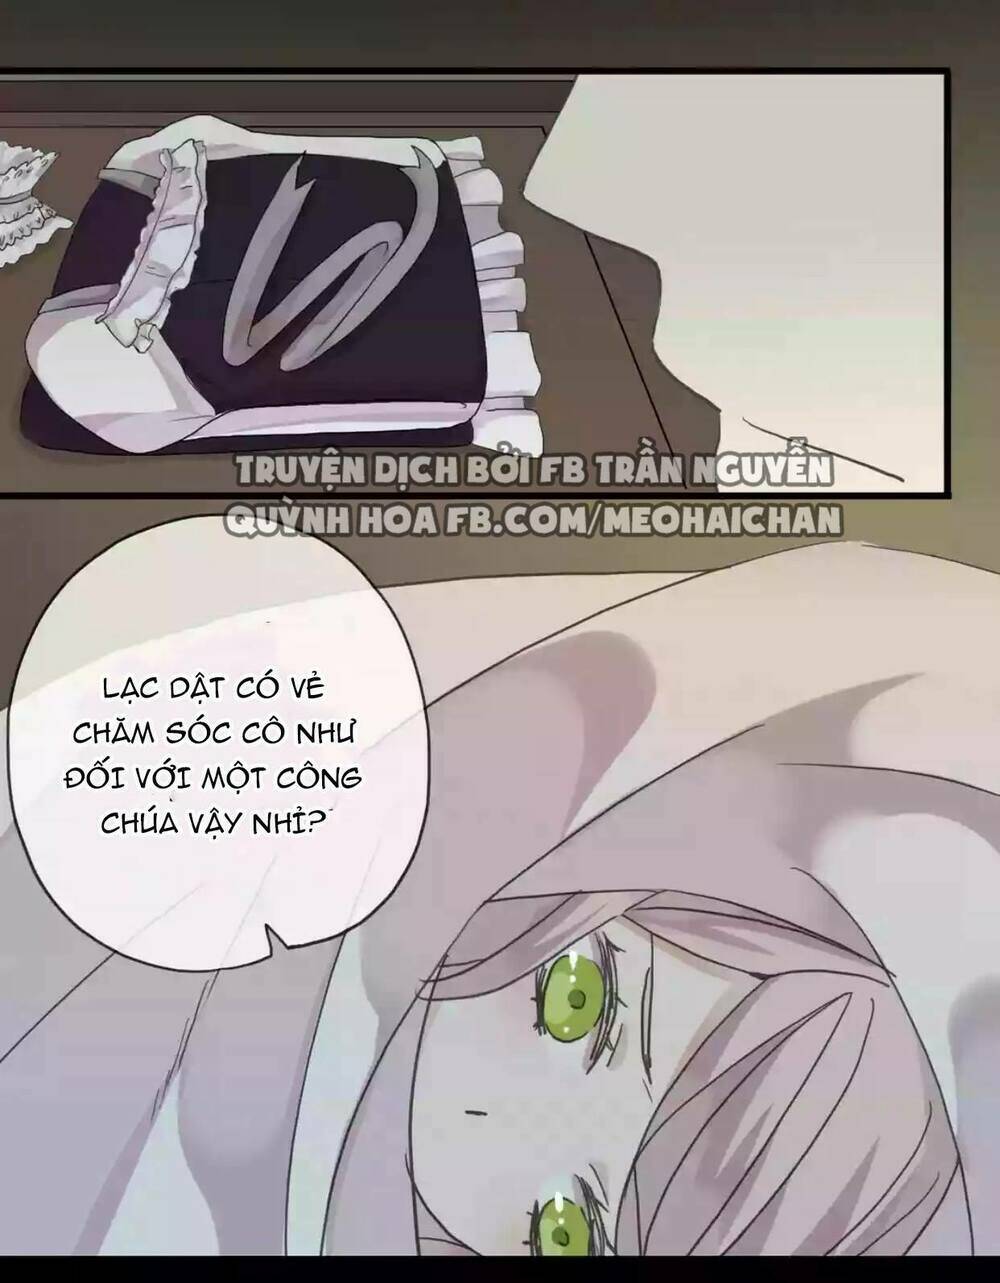 TRUYỆN DỊCH BỞI FB TRẦN NGUYỄN
QUỲNH HOA FB.COM/MEOHAICHAN
LẠC DẬT CÓ VẺ
CHĂM SÓC CÔ NHƯ
ĐỐI VỚI MỘT CÔNG
CHÚA VẬY NHỈ?